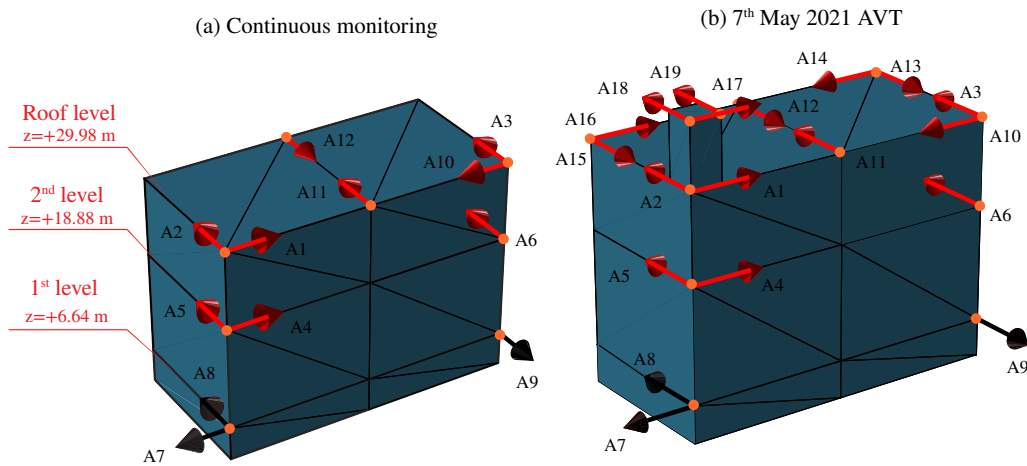 (a) Continuous monitoring
(b) 7th May 2021 AVT
Roof level
z=+29.98 m
2nd level
z=+18.88 m
1st level
z=+6.64 m
A12
A3
A10
A11
A2
A1
A6
A5
A4
A8
A9
A7
A14
A13
A19
A18
A17
A12
A3
A16
A10
A15
A11
A1
A2
A6
A5
A4
A8
A9
A7